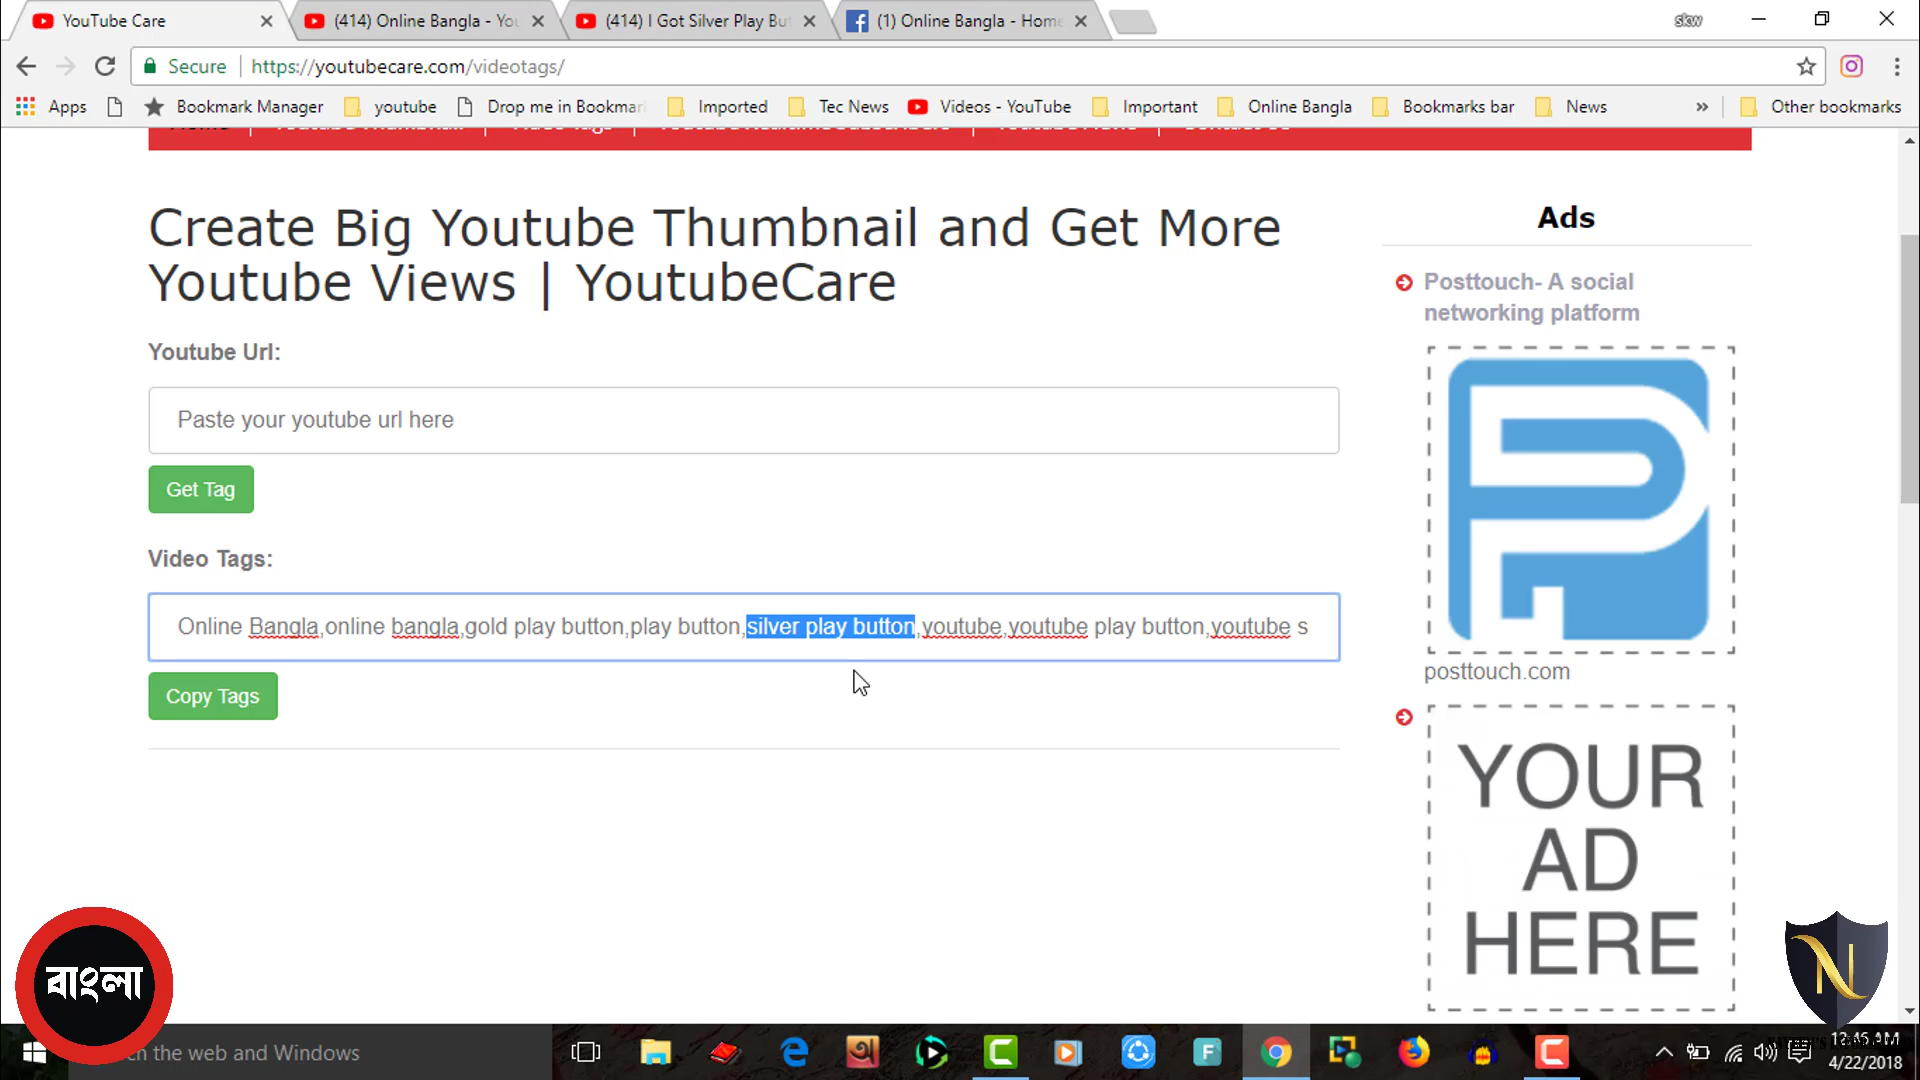 YouTube Care
(414) Online Bangla - You
(414) I Got Silver Play But
(1) Online Bangla - Home
skw
Secure
https://youtubecare.com/videotags/
Apps
Bookmark Manager
youtube
Drop me in Bookmar
Imported
Tec News
Videos - YouTube
Important
Online Bangla
Bookmarks bar
News
»
Other bookmarks
Create Big Youtube Thumbnail and Get More
Youtube Views | YoutubeCare
Youtube Url:
Paste your youtube url here
Get Tag
Video Tags:
Online Bangla,online bangla,gold play button,play button,silver play button,youtube,youtube play button,youtube s
Copy Tags
Ads
Posttouch- A social
networking platform
posttouch.com
YOUR
AD
HERE
বাংলা
N
ch the web and Windows
12:46 AM
4/22/2018